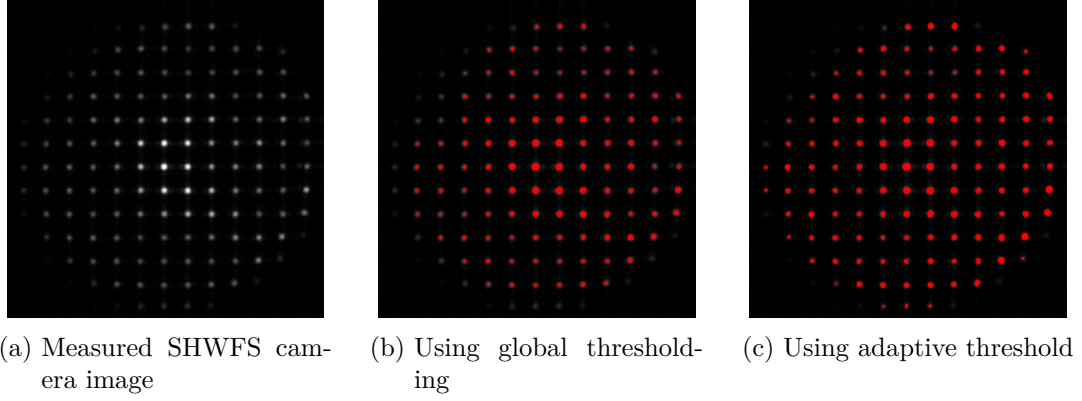 (a) Measured SHWFS cam-
era image
(b) Using global threshold-
ing
(c) Using adaptive threshold